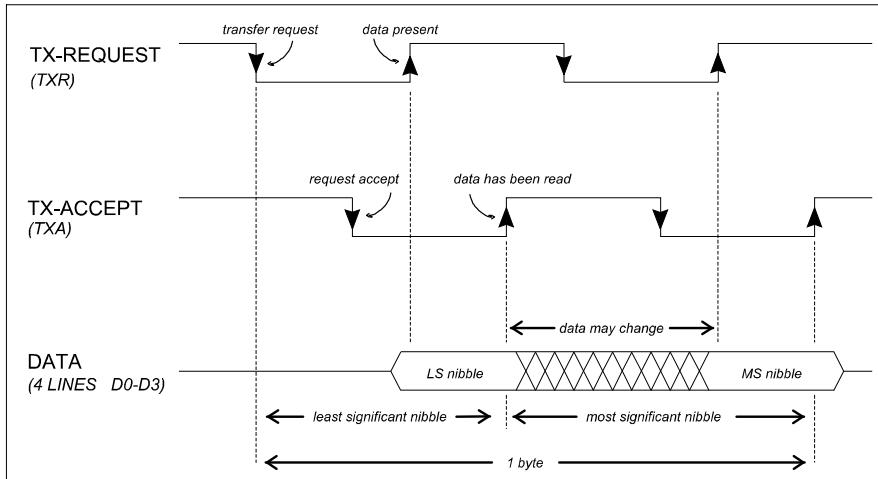 transfer request
data present
TX-REQUEST
(TXR)
request accept
data has been read
TX-ACCEPT
(TXA)
data may change
DATA
(4 LINES D0-D3)
LS nibble
MS nibble
least significant nibble
most significant nibble
1 byte